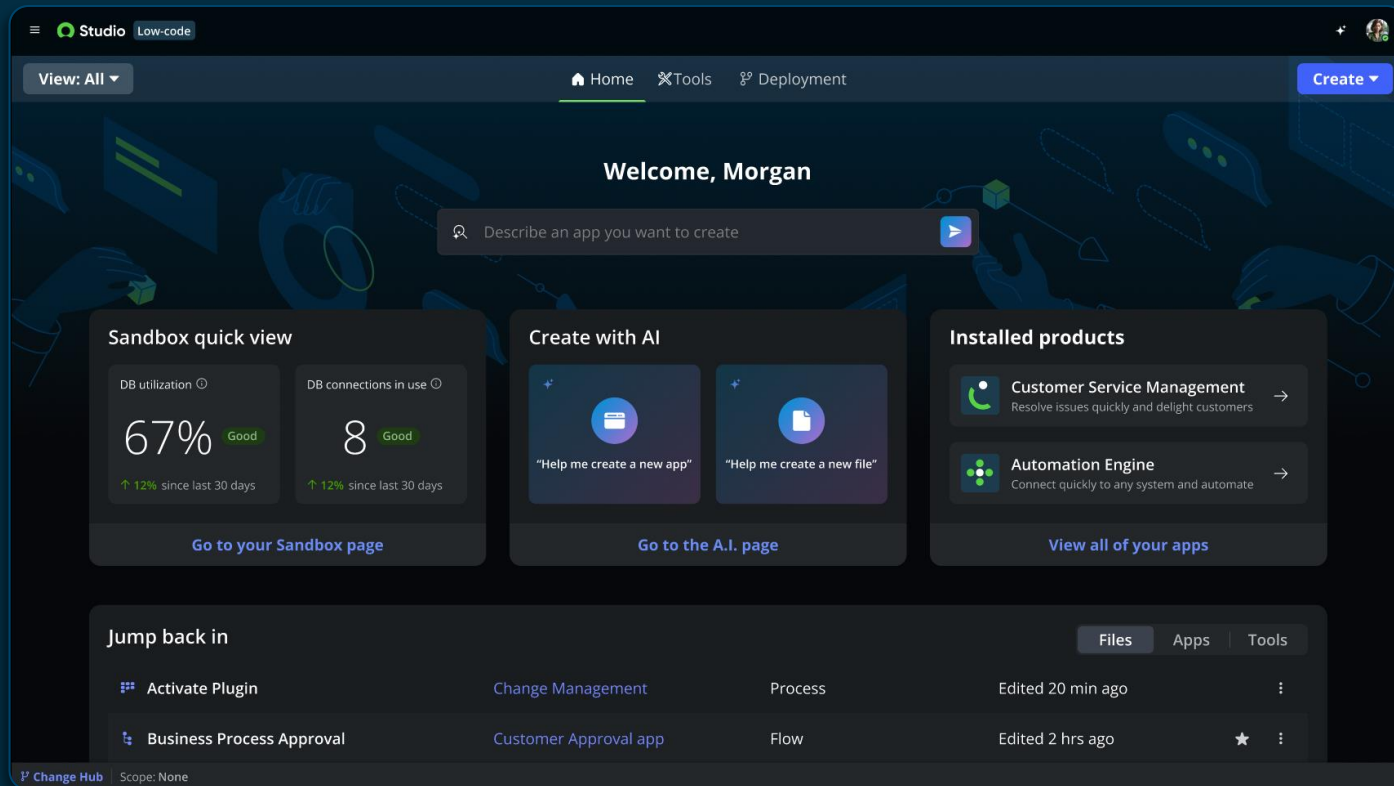 Studio Low-code
View: All
Home Tools Deployment
Create
Welcome, Morgan
Describe an app you want to create
Sandbox quick view
DB utilization
67% Good
12% since last 30 days
DB connections in use
8 Good
12% since last 30 days
Go to your Sandbox page
Create with AI
“Help me create a new app”
“Help me create a new file”
Go to the A.I. page
Installed products
Customer Service Management
Resolve issues quickly and delight customers
Automation Engine
Connect quickly to any system and automate
View all of your apps
Jump back in
Files Apps Tools
Activate Plugin Change Management Process Edited 20 min ago
Business Process Approval Customer Approval app Flow Edited 2 hrs ago
Change Hub Scope: None